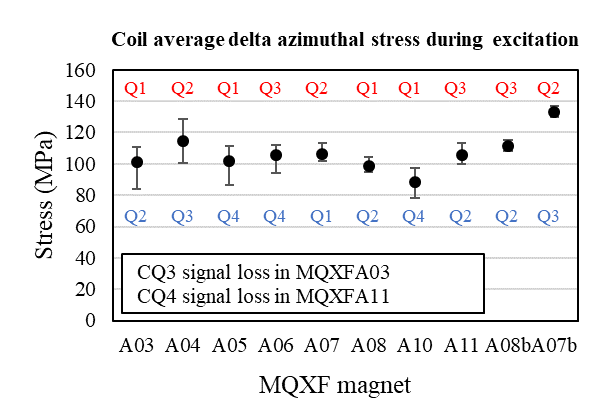 Coil average delta azimuthal stress during excitation
160
140
120
100
80
60
40
20
0
Stress (MPa)
Q1 Q2 Q1 Q3 Q2 Q1 Q1 Q3 Q3 Q2
Q2 Q3 Q4 Q4 Q1 Q2 Q4 Q2 Q2 Q3
CQ3 signal loss in MQXFA03
CQ4 signal loss in MQXFA11
A03 A04 A05 A06 A07 A08 A10 A11 A08b A07b
MQXF magnet